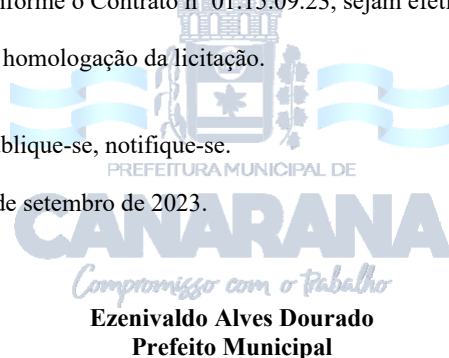 nforme o Contrato nº 01.15.09.23, sejam efeti
homologação da licitação.
blique-se, notifique-se.
PREFEITURA MUNICIPAL DE
de setembro de 2023.
CANARANA
Compromisso com o trabalho
Ezenivaldo Alves Dourado
Prefeito Municipal